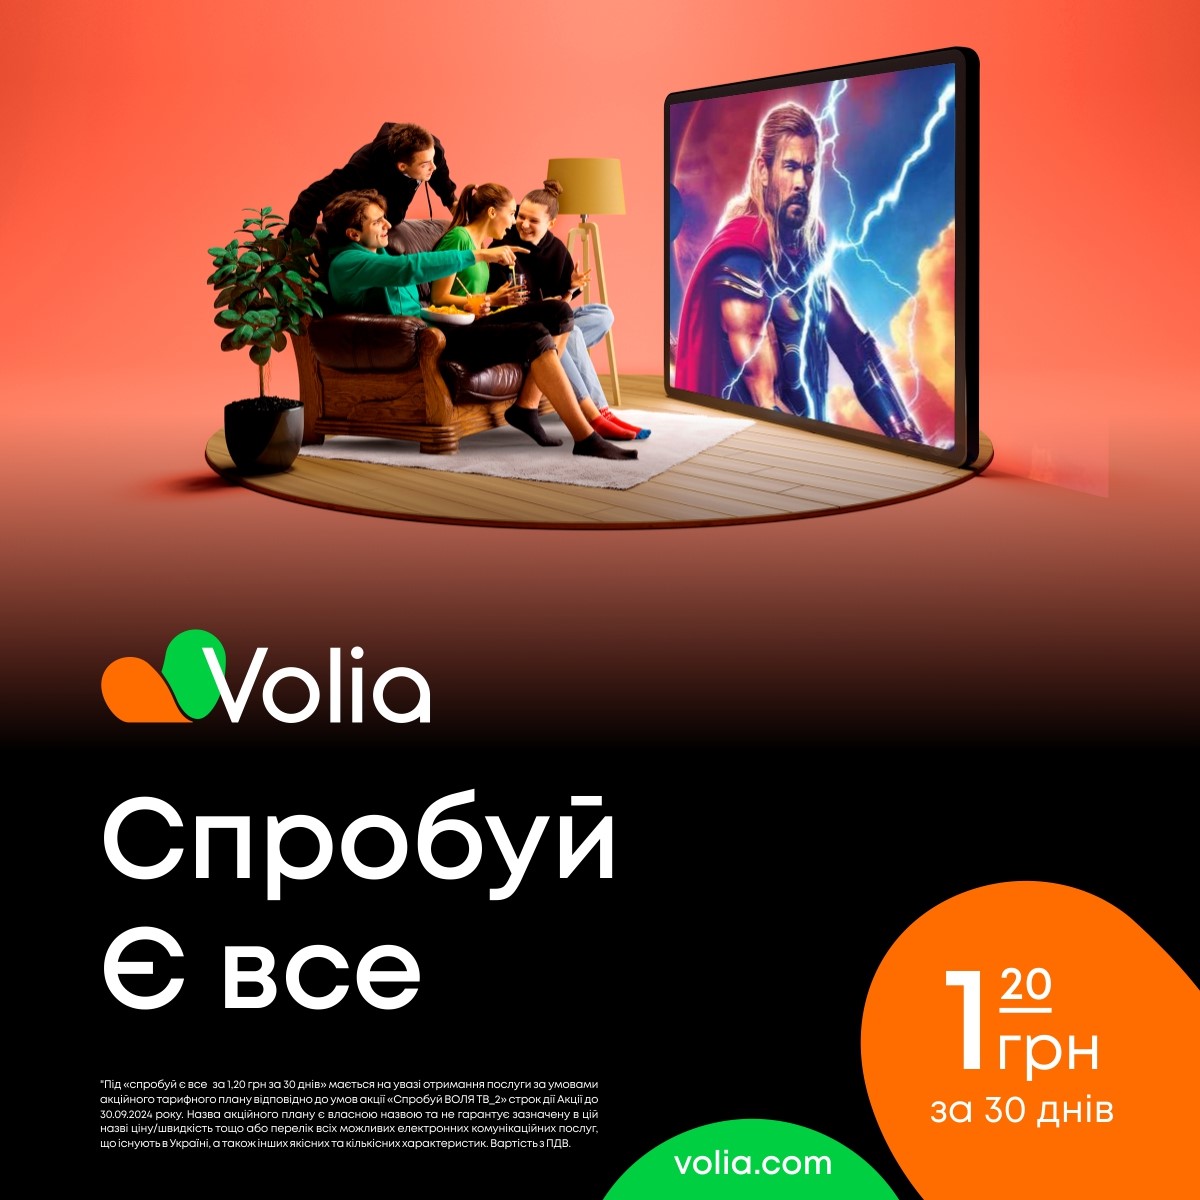 Volia
Спробуй
Є все
1 20 грн
за 30 днів
"Під «спробуй є все за 1,20 грн за 30 днів» мається на увазі отримання послуги за умовами
акційного тарифного плану відповідно до умов акції «Спробуй ВОЛЯ ТВ_2» строк дії Акції до
30.09.2024 року. Назва акційного плану є власною назвою та не гарантує зазначену в цій
назві ціну/швидкість тощо або перелік всіх можливих електронних комунікаційних послуг,
що існують в Україні, а також інших якісних та кількісних характеристик. Вартість з ПДВ.
volia.com